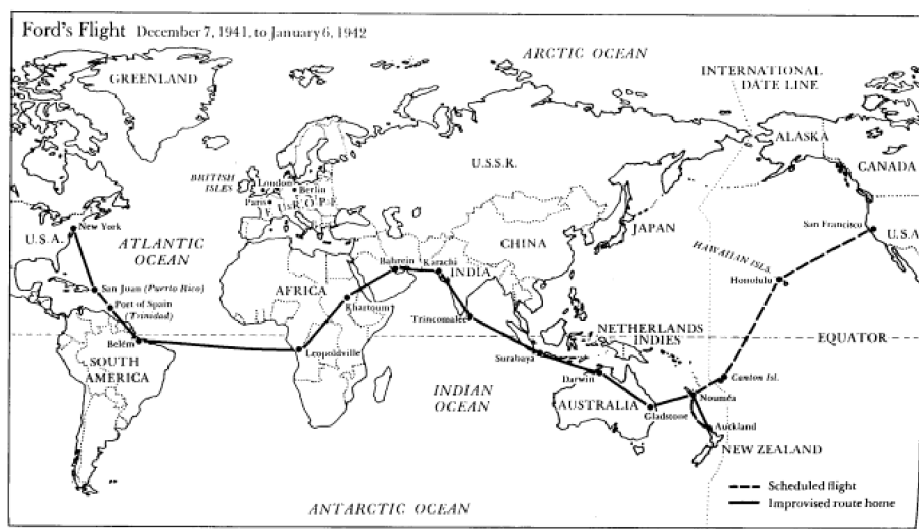 Ford's Flight December 7, 1941, to January 6, 1942
ARCTIC OCEAN
GREENLAND
INTERNATIONAL
DATE LINE
ALASKA
CANADA
U.S.S.R.
BRITISH
ISLES
London
Berlin
Paris
EUROPE
New York
U.S.A.
ATLANTIC
OCEAN
JAPAN
CHINA
San Francisco
U.S.A
HAWAIIAN ISLS.
Honolulu
Bahrein
Karachi
INDIA
AFRICA
San Juan (Puerto Rico)
Port of Spain
(Trinidad)
Khartoum
Trincomalee
NETHERLANDS
INDIES
EQUATOR
Belém
Leopoldville
Surabaya
SOUTH
AMERICA
INDIAN
OCEAN
Darwin
Canton Isl.
Nouméa
AUSTRALIA
Gladstone
Auckland
NEW ZEALAND
Scheduled flight
Improvised route home
ANTARCTIC OCEAN